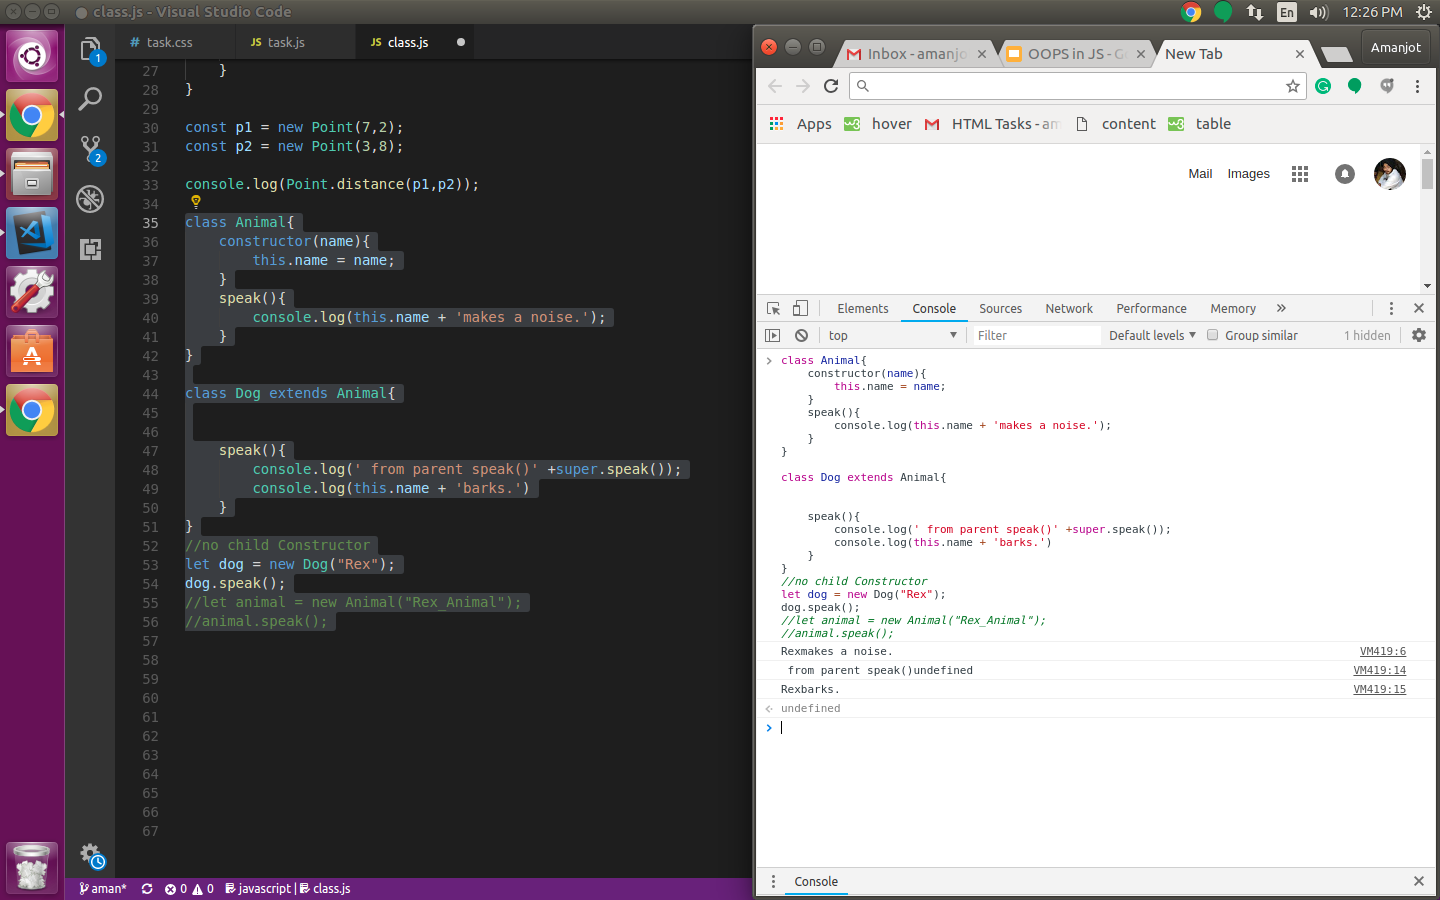 class.js - Visual Studio Code
En
12:26 PM
# task.css
JS task.js
JS class.js
1
2
27 }
28 }
29
30 const p1 = new Point(7,2);
31 const p2 = new Point(3,8);
32
33 console.log(Point.distance(p1,p2));
34
35 class Animal{
36 constructor(name){
37 this.name = name;
38 }
39 speak(){
40 console.log(this.name + 'makes a noise.');
41 }
42 }
43
44 class Dog extends Animal{
45
46
47 speak(){
48 console.log(' from parent speak()' +super.speak());
49 console.log(this.name + 'barks.')
50 }
51 }
52 //no child Constructor
53 let dog = new Dog("Rex");
54 dog.speak();
55 //let animal = new Animal("Rex_Animal");
56 //animal.speak();
57
58
59
60
61
62
63
64
65
66
67
aman* 0 0 javascript | class.js
Inbox - amanjo
OOPS in JS - Go
New Tab
Amanjot
Apps hover HTML Tasks - am content table
Mail Images
Elements Console Sources Network Performance Memory »
top Filter Default levels Group similar 1 hidden
class Animal{
constructor(name){
this.name = name;
}
speak(){
console.log(this.name + 'makes a noise.');
}
}
class Dog extends Animal{
speak(){
console.log(' from parent speak()' +super.speak());
console.log(this.name + 'barks.')
}
}
//no child Constructor
let dog = new Dog("Rex");
dog.speak();
//let animal = new Animal("Rex_Animal");
//animal.speak();
Rexmakes a noise. VM419:6
from parent speak()undefined VM419:14
Rexbarks. VM419:15
undefined
Console